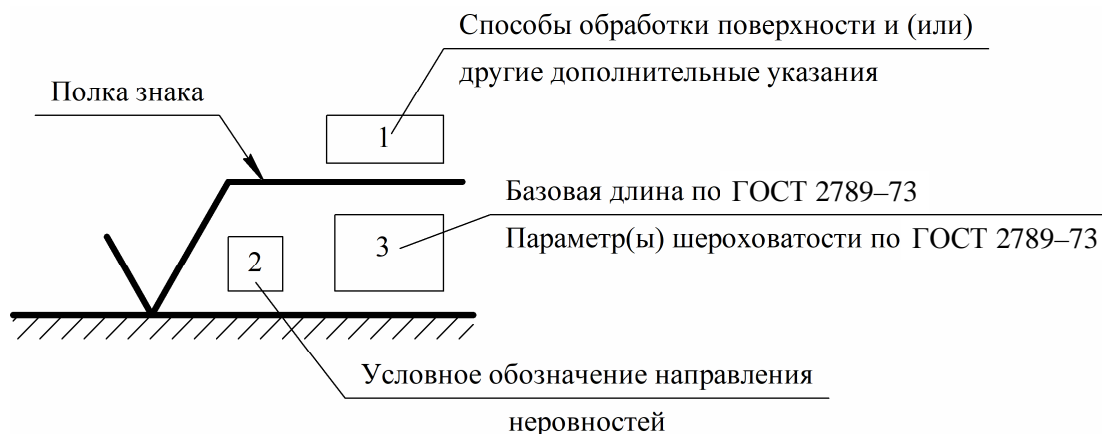 Способы обработки поверхности и (или)
другие дополнительные указания
Полка знака
1
Базовая длина по ГОСТ 2789–73
Параметр(ы) шероховатости по ГОСТ 2789–73
3
2
Условное обозначение направления
неровностей